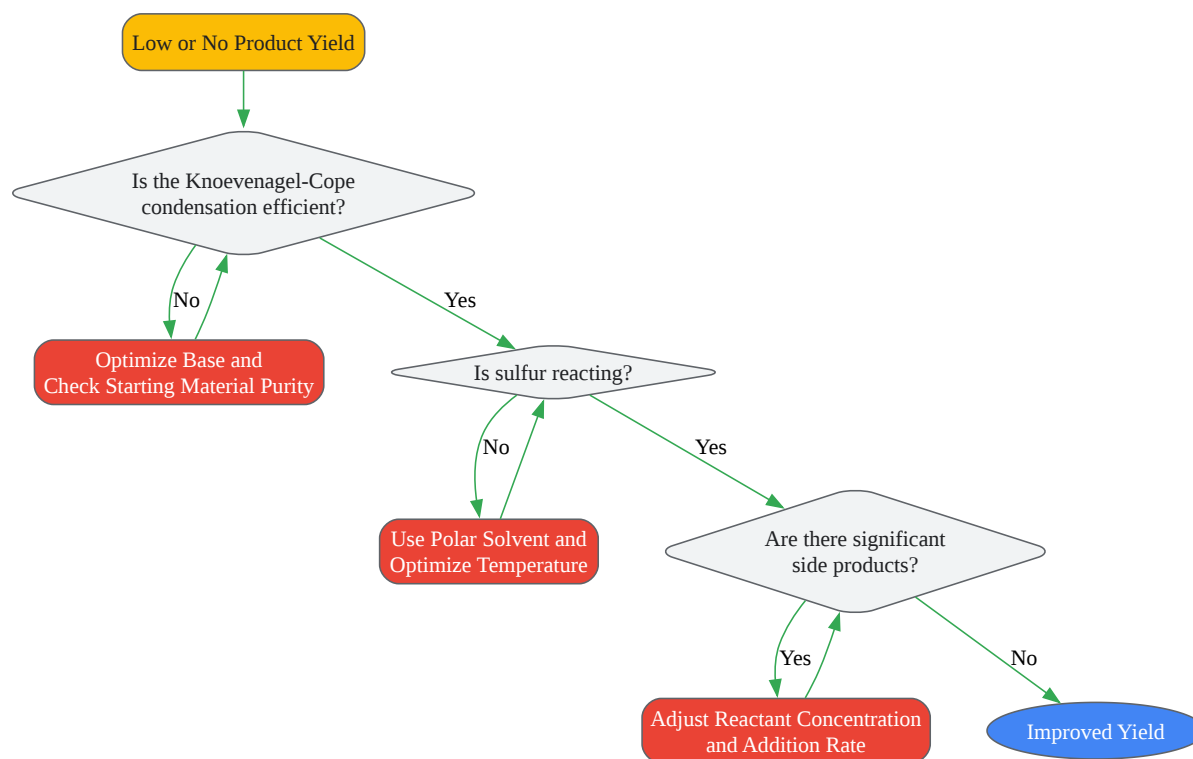 Low or No Product Yield
Is the Knoevenagel-Cope
condensation efficient?
No
Yes
Optimize Base and
Check Starting Material Purity
Is sulfur reacting?
No
Yes
Use Polar Solvent and
Optimize Temperature
Are there significant
side products?
Yes
No
Adjust Reactant Concentration
and Addition Rate
Improved Yield